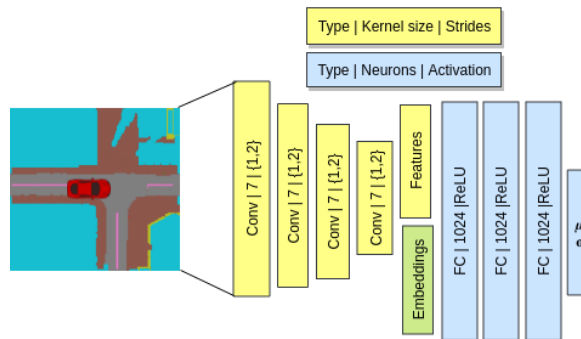 Type | Kernel size | Strides
Type | Neurons | Activation
Conv | 7 | {1,2}
Conv | 7 | {1,2}
Conv | 7 | {1,2}
Conv | 7 | {1,2}
Features
Embeddings
FC | 1024 |ReLU
FC | 1024 |ReLU
FC | 1024 |ReLU